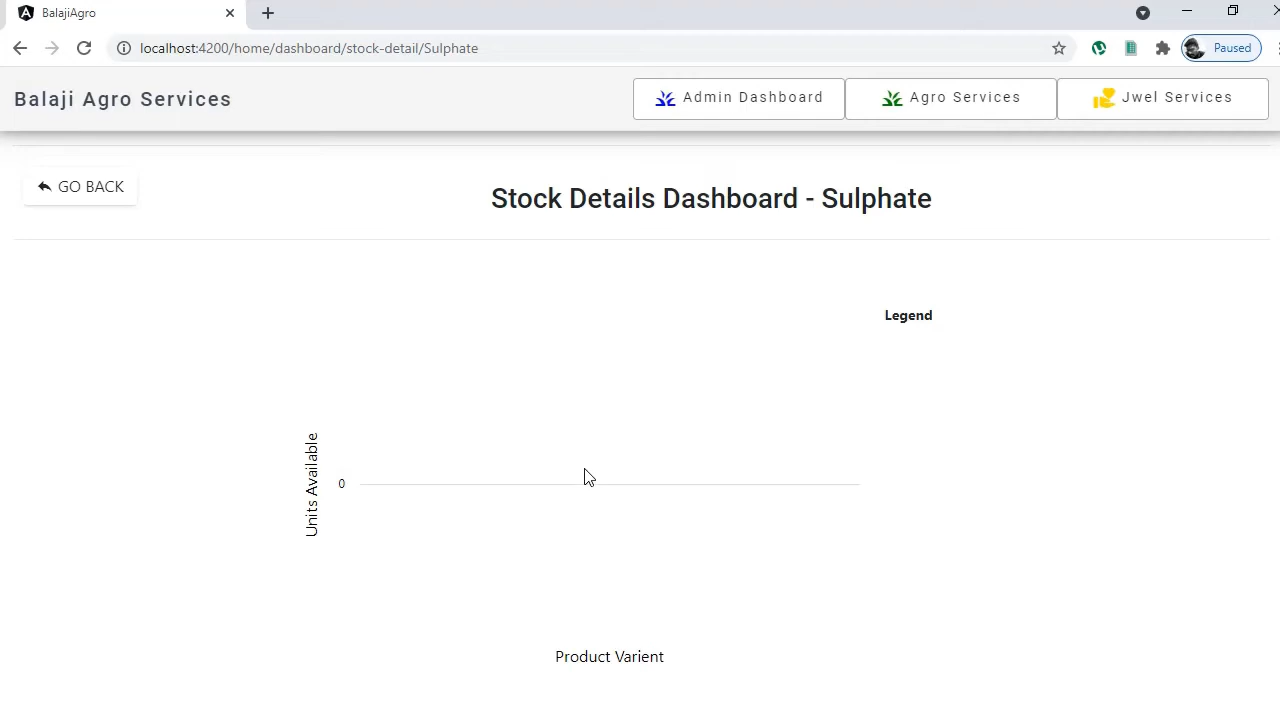 BalajiAgro
localhost:4200/home/dashboard/stock-detail/Sulphate
Paused
Balaji Agro Services
Admin Dashboard
Agro Services
Jwel Services
GO BACK
Stock Details Dashboard - Sulphate
Legend
Units Available
0
Product Varient